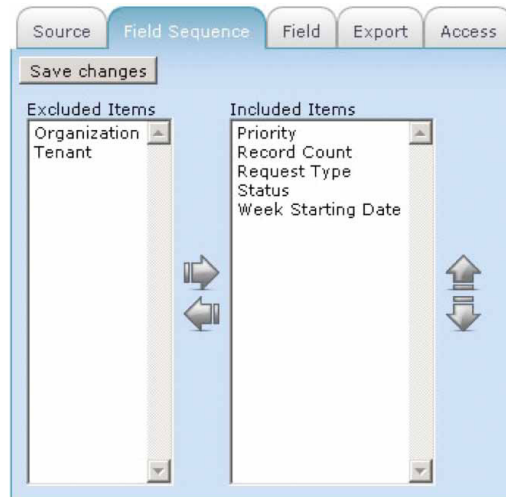 Source Field Sequence Field Export Access
Save changes
Excluded Items
Organization
Tenant
Included Items
Priority
Record Count
Request Type
Status
Week Starting Date